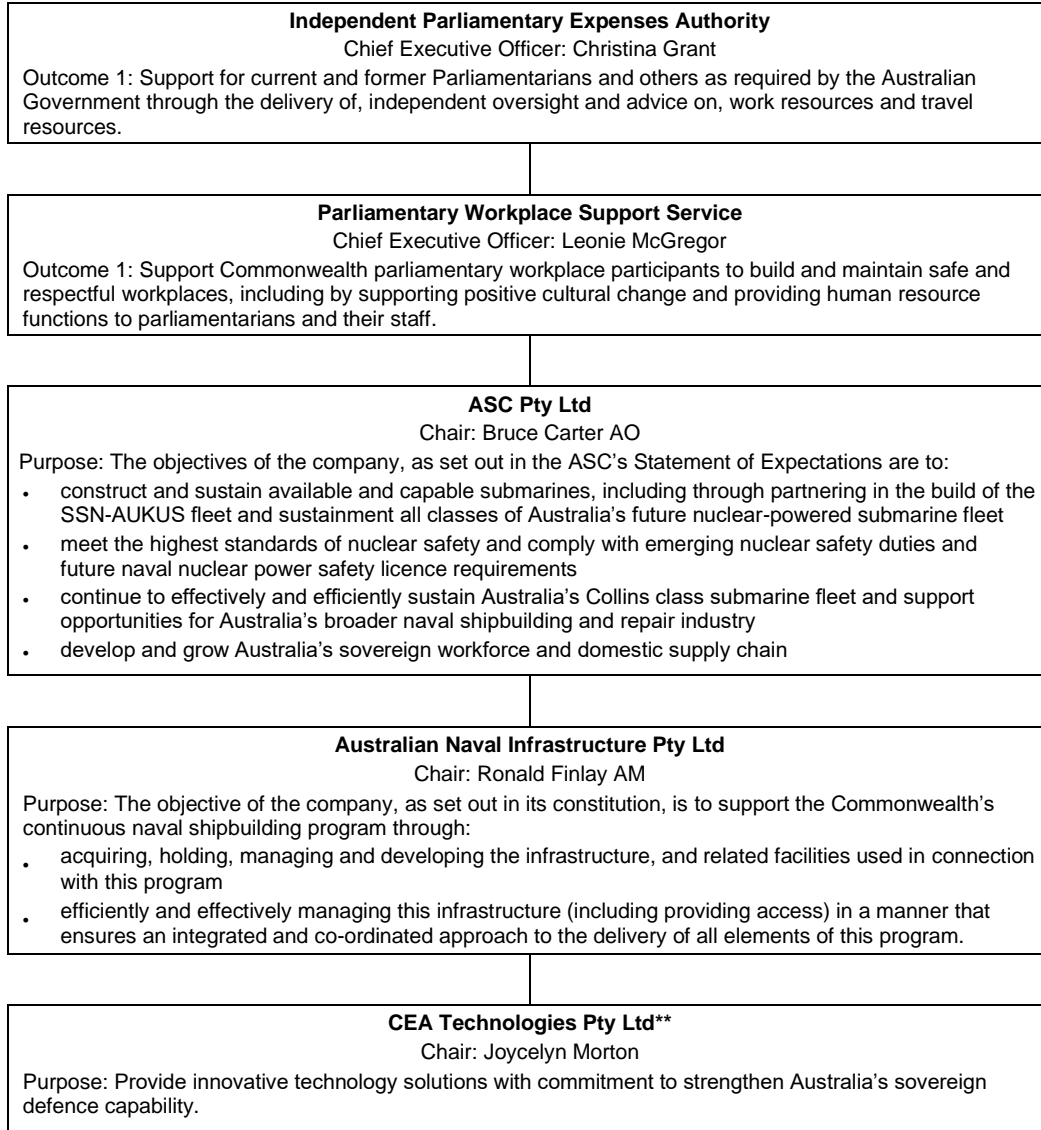 Independent Parliamentary Expenses Authority
Chief Executive Officer: Christina Grant
Outcome 1: Support for current and former Parliamentarians and others as required by the Australian
Government through the delivery of, independent oversight and advice on, work resources and travel
resources.
Parliamentary Workplace Support Service
Chief Executive Officer: Leonie McGregor
Outcome 1: Support Commonwealth parliamentary workplace participants to build and maintain safe and
respectful workplaces, including by supporting positive cultural change and providing human resource
functions to parliamentarians and their staff.
ASC Pty Ltd
Chair: Bruce Carter AO
Purpose: The objectives of the company, as set out in the ASC's Statement of Expectations are to:
• construct and sustain available and capable submarines, including through partnering in the build of the
SSN-AUKUS fleet and sustainment all classes of Australia's future nuclear-powered submarine fleet
• meet the highest standards of nuclear safety and comply with emerging nuclear safety duties and
future naval nuclear power safety licence requirements
• continue to effectively and efficiently sustain Australia's Collins class submarine fleet and support
opportunities for Australia's broader naval shipbuilding and repair industry
• develop and grow Australia's sovereign workforce and domestic supply chain
Australian Naval Infrastructure Pty Ltd
Chair: Ronald Finlay AM
Purpose: The objective of the company, as set out in its constitution, is to support the Commonwealth's
continuous naval shipbuilding program through:
• acquiring, holding, managing and developing the infrastructure, and related facilities used in connection
with this program
• efficiently and effectively managing this infrastructure (including providing access) in a manner that
ensures an integrated and co-ordinated approach to the delivery of all elements of this program.
CEA Technologies Pty Ltd**
Chair: Joycelyn Morton
Purpose: Provide innovative technology solutions with commitment to strengthen Australia's sovereign
defence capability.